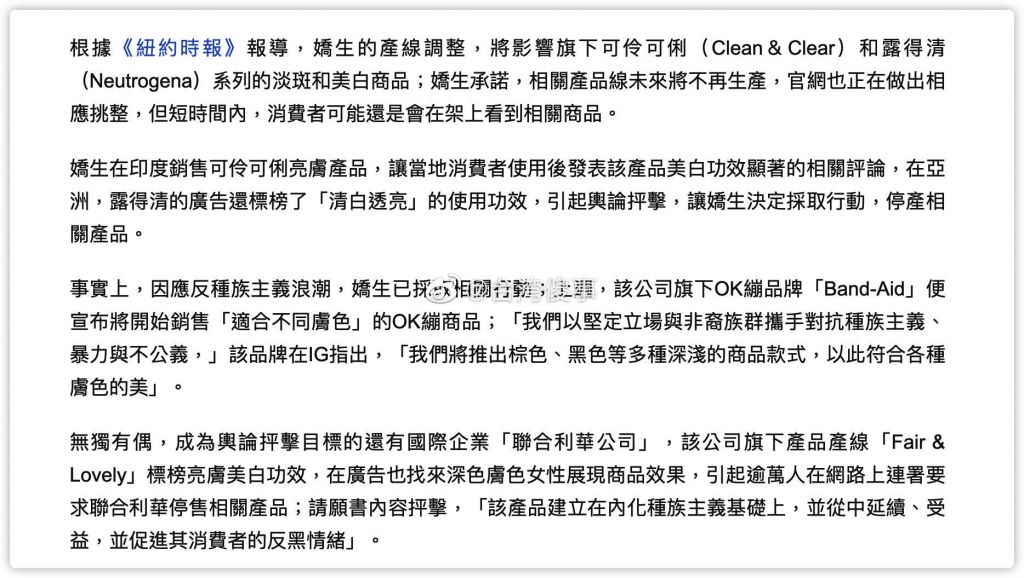 根據《紐約時報》報導，嬌生的產線調整，將影響旗下可伶可俐（Clean & Clear）和露得清
（Neutrogena）系列的淡斑和美白商品；嬌生承諾，相關產品線未來將不再生產，官網也正在做出相
應挑整，但短時間內，消費者可能還是會在架上看到相關商品。
嬌生在印度銷售可伶可俐亮膚產品，讓當地消費者使用後發表該產品美白功效顯著的相關評論，在亞
洲，露得清的廣告還標榜了「清白透亮」的使用功效，引起輿論抨擊，讓嬌生決定採取行動，停產相
關產品。
事實上，因應反種族主義浪潮，嬌生已採取相關行動；上週，該公司旗下OK繃品牌「Band-Aid」便
宣布將開始銷售「適合不同膚色」的OK繃商品；「我們以堅定立場與非裔族群攜手對抗種族主義、
暴力與不公義，」該品牌在IG指出，「我們將推出棕色、黑色等多種深淺的商品款式，以此符合各種
膚色的美」。
無獨有偶，成為輿論抨擊目標的還有國際企業「聯合利華公司」，該公司旗下產品產線「Fair &
Lovely」標榜亮膚美白功效，在廣告也找來深色膚色女性展現商品效果，引起逾萬人在網路上連署要
求聯合利華停售相關產品；請願書內容抨擊，「該產品建立在內化種族主義基礎上，並從中延續、受
益，並促進其消費者的反黑情緒」。
@台湾傻事